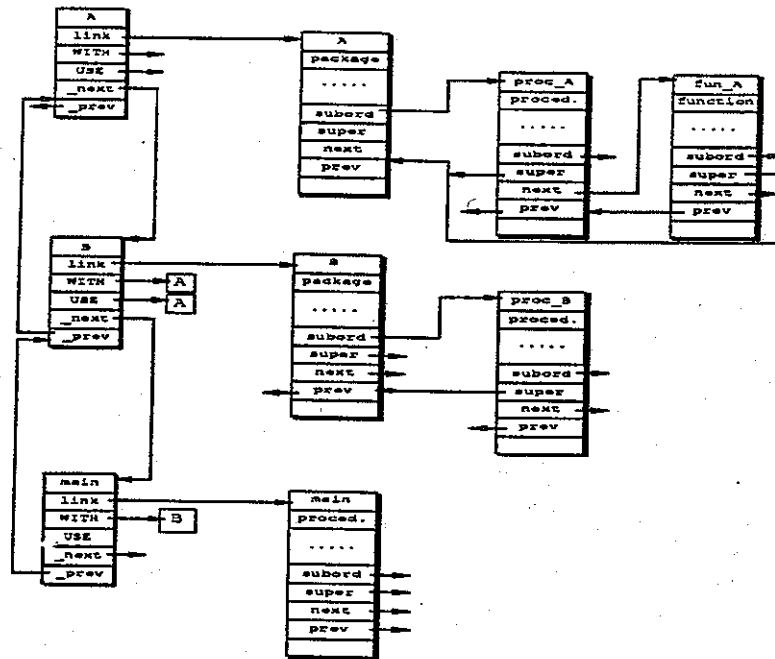 A
link
WITH
USE
_next
_prev
A
package
.....
subord
super
next
prev
proc_A
proced.
.....
subord
super
next
prev
fun_A
function
.....
subord
super
next
prev
B
link
WITH
A
USE
A
_next
_prev
B
package
.....
subord
super
next
prev
proc_B
proced.
.....
subord
super
next
prev
main
link
WITH
B
USE
_next
_prev
main
proced.
.....
subord
super
next
prev